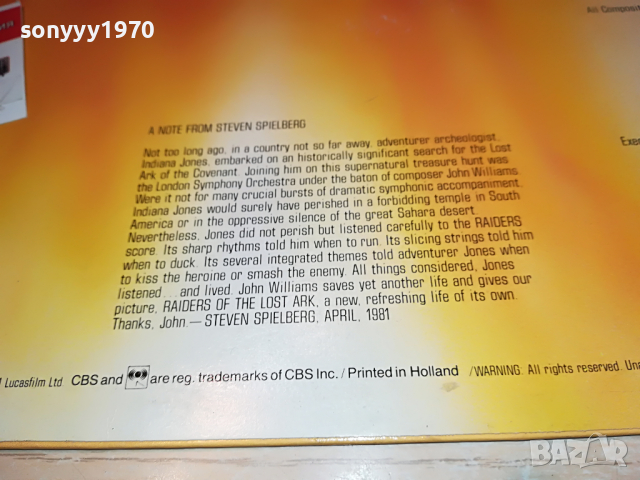 sonyyy1970
All Composit
A NOTE FROM STEVEN SPIELBERG
Exe
Not too long ago, in a country not so far away, adventurer archeologist,
Indiana Jones, embarked on an historically significant search for the Lost
Ark of the Covenant. Joining him on this supernatural treasure hunt was
the London Symphony Orchestra under the baton of composer John Williams.
Were it not for many crucial bursts of dramatic symphonic accompaniment,
Indiana Jones would surely have perished in a forbidding temple in South
America or in the oppressive silence of the great Sahara desert.
Nevertheless, Jones did not perish but listened carefully to the RAIDERS
score. Its sharp rhythms told him when to run. Its slicing strings told him
when to duck. Its several integrated themes told adventurer Jones when
to kiss the heroine or smash the enemy. All things considered, Jones
listened... and lived. John Williams saves yet another life and gives our
picture, RAIDERS OF THE LOST ARK, a new, refreshing life of its own.
Thanks, John.— STEVEN SPIELBERG, APRIL, 1981
Lucasfilm Ltd. CBS and are reg. trademarks of CBS Inc. / Printed in Holland /WARNING: All rights reserved. Una
BAZAR